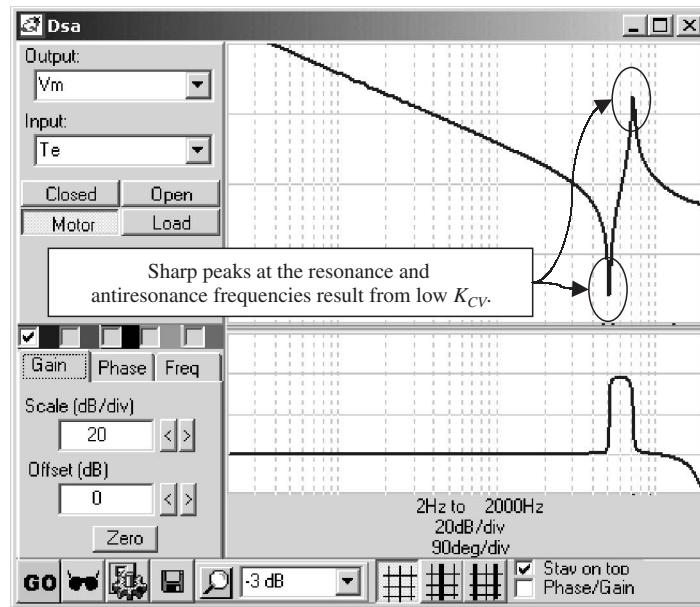 Dsa
Output:
Vm
Input:
Te
Closed Open
Motor Load
Sharp peaks at the resonance and
antiresonance frequencies result from low K_CV.
Gain Phase Freq
Scale (dB/div)
20 < >
Offset (dB)
0 < >
Zero
2Hz to 2000Hz
20dB/div
90deg/div
GO -3 dB
Stay on top
Phase/Gain